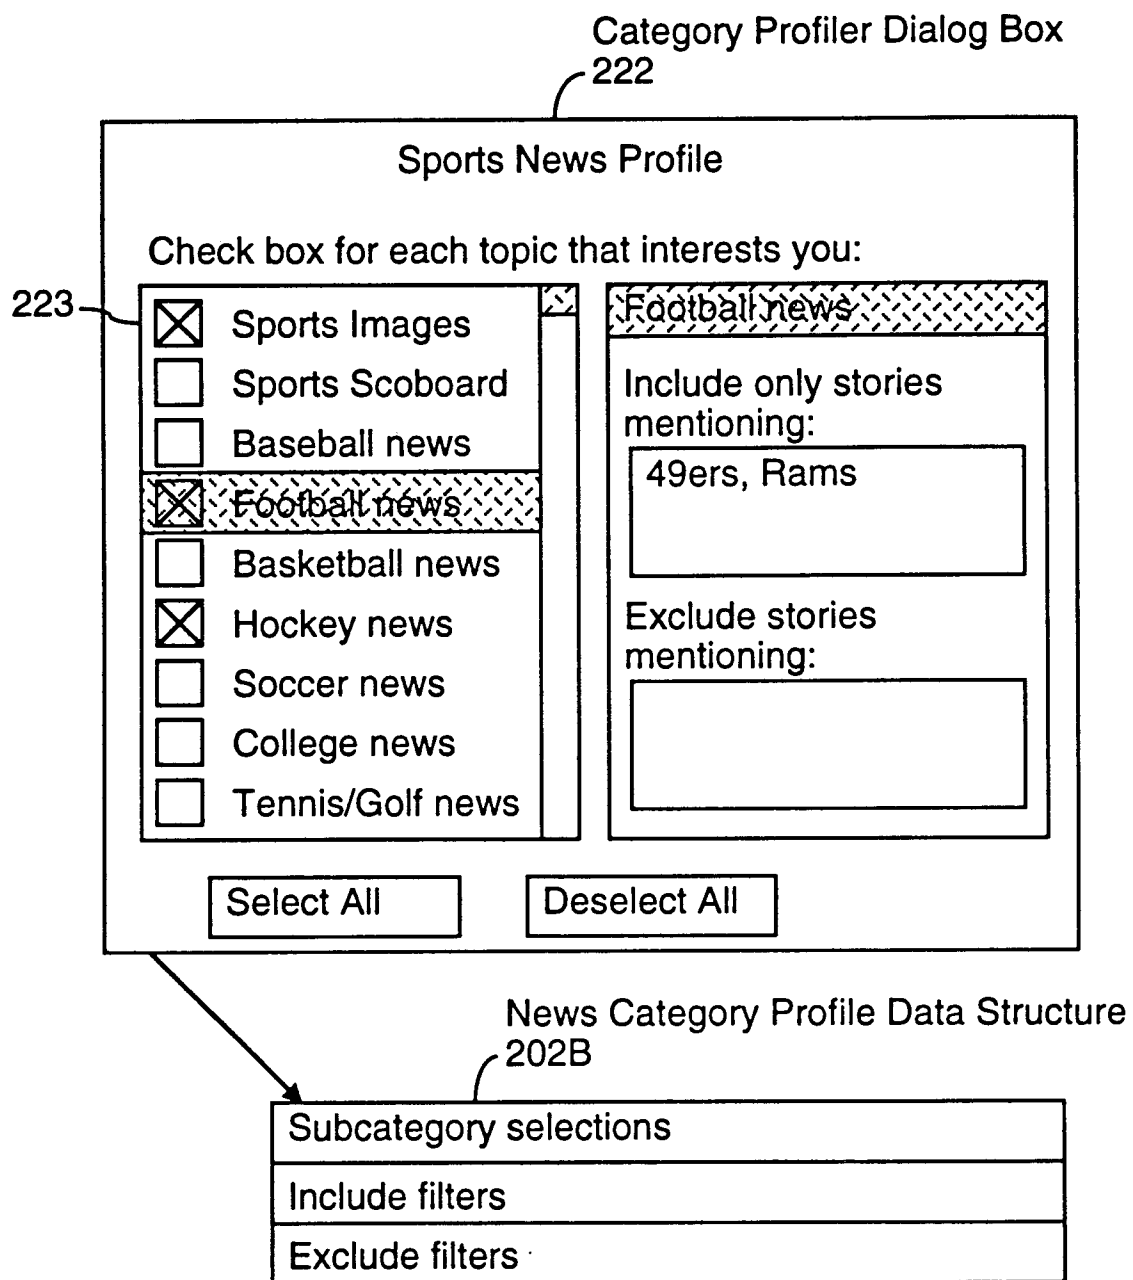 Category Profiler Dialog Box
222
Sports News Profile
Check box for each topic that interests you:
223
Sports Images
Sports Scoboard
Baseball news
Football news
Basketball news
Hockey news
Soccer news
College news
Tennis/Golf news
Football news
Include only stories
mentioning:
49ers, Rams
Exclude stories
mentioning:
Select All
Deselect All
News Category Profile Data Structure
202B
Subcategory selections
Include filters
Exclude filters